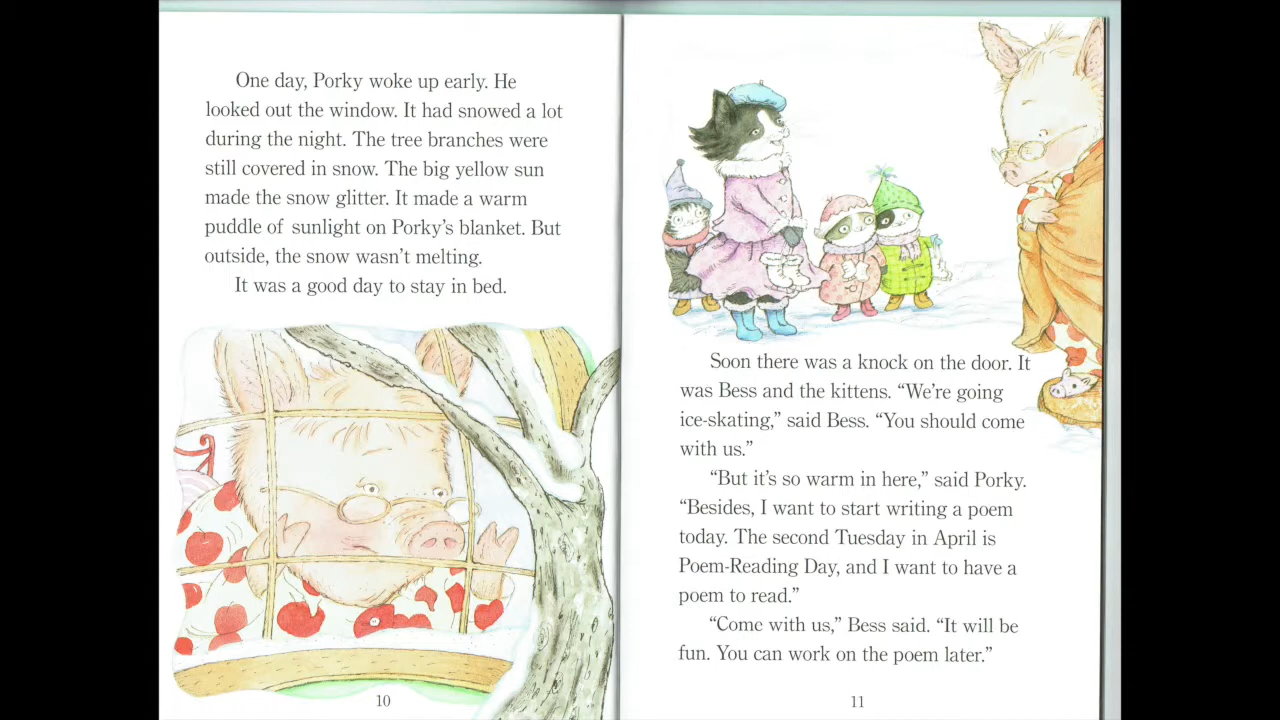 One day, Porky woke up early. He
looked out the window. It had snowed a lot
during the night. The tree branches were
still covered in snow. The big yellow sun
made the snow glitter. It made a warm
puddle of sunlight on Porky’s blanket. But
outside, the snow wasn’t melting.
It was a good day to stay in bed.
10
Soon there was a knock on the door. It
was Bess and the kittens. “We’re going
ice-skating,” said Bess. “You should come
with us.”
“But it’s so warm in here,” said Porky.
“Besides, I want to start writing a poem
today. The second Tuesday in April is
Poem-Reading Day, and I want to have a
poem to read.”
“Come with us,” Bess said. “It will be
fun. You can work on the poem later.”
11